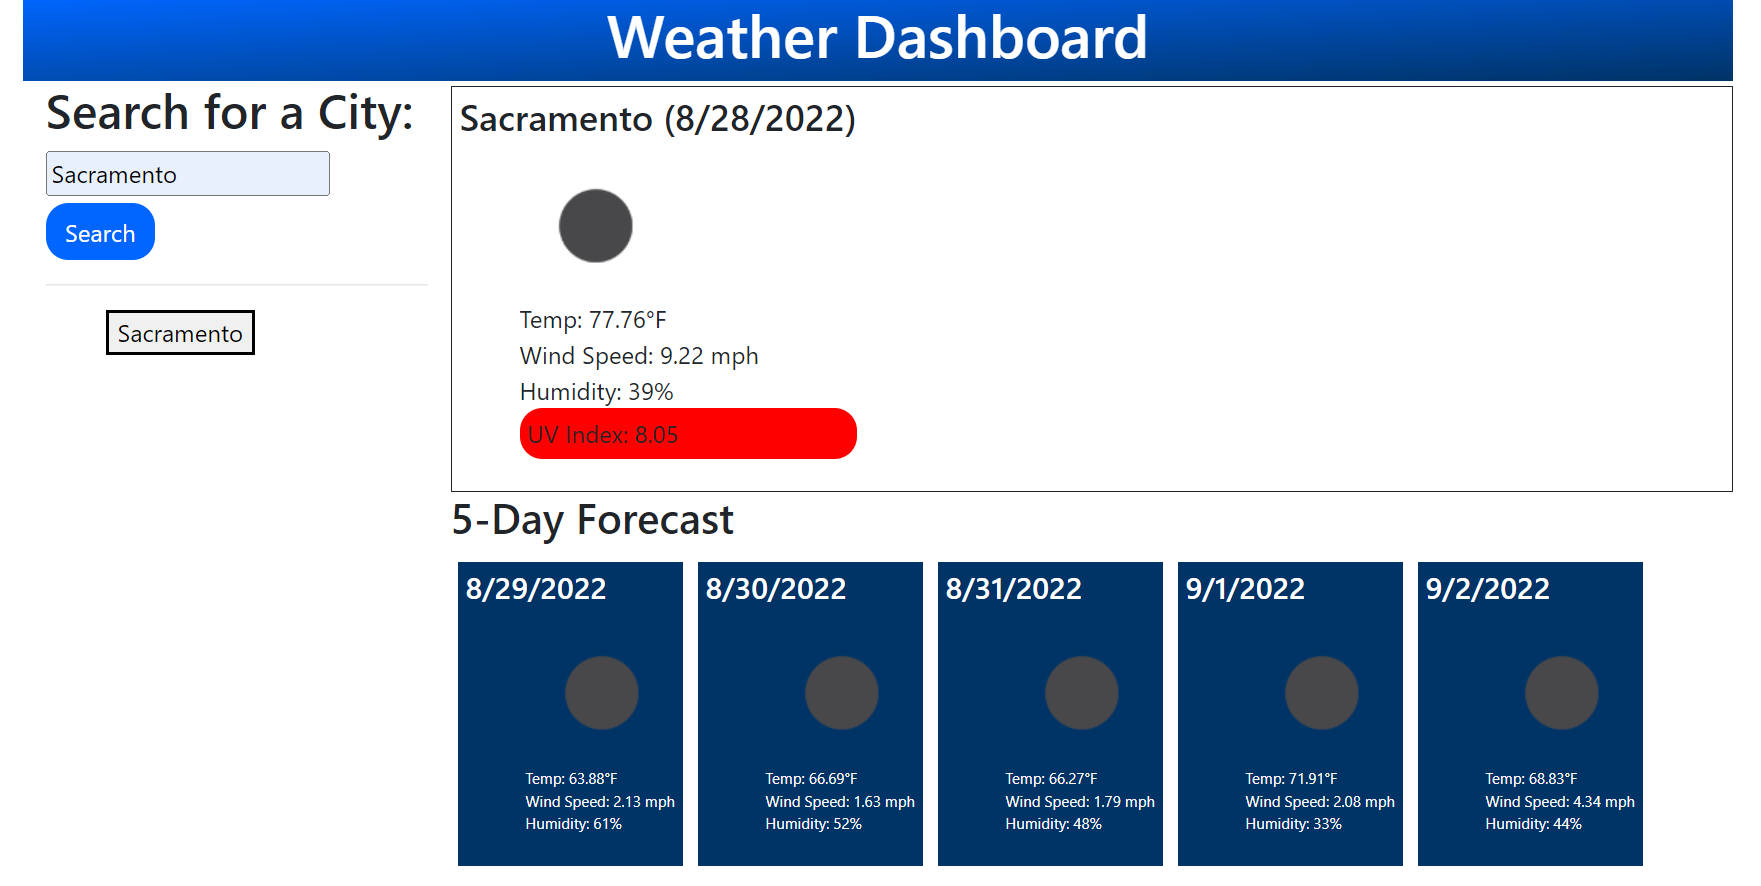 Weather Dashboard
Search for a City:
Sacramento
Search
Sacramento
Sacramento (8/28/2022)
Temp: 77.76°F
Wind Speed: 9.22 mph
Humidity: 39%
UV Index: 8.05
5-Day Forecast
8/29/2022
Temp: 63.88°F
Wind Speed: 2.13 mph
Humidity: 61%
8/30/2022
Temp: 66.69°F
Wind Speed: 1.63 mph
Humidity: 52%
8/31/2022
Temp: 66.27°F
Wind Speed: 1.79 mph
Humidity: 48%
9/1/2022
Temp: 71.91°F
Wind Speed: 2.08 mph
Humidity: 33%
9/2/2022
Temp: 68.83°F
Wind Speed: 4.34 mph
Humidity: 44%